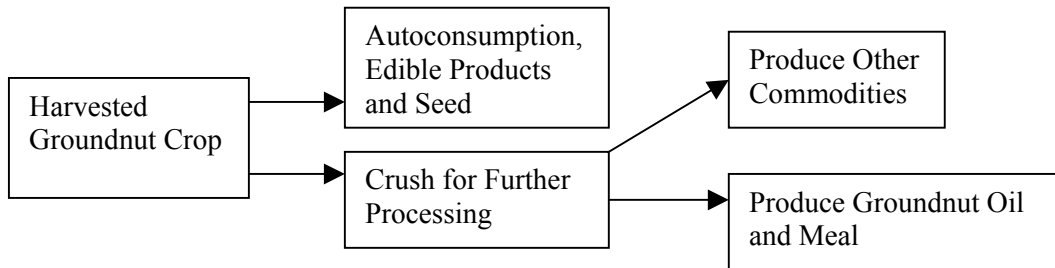 Harvested
Groundnut Crop
Autoconsumption,
Edible Products
and Seed
Crush for Further
Processing
Produce Other
Commodities
Produce Groundnut Oil
and Meal